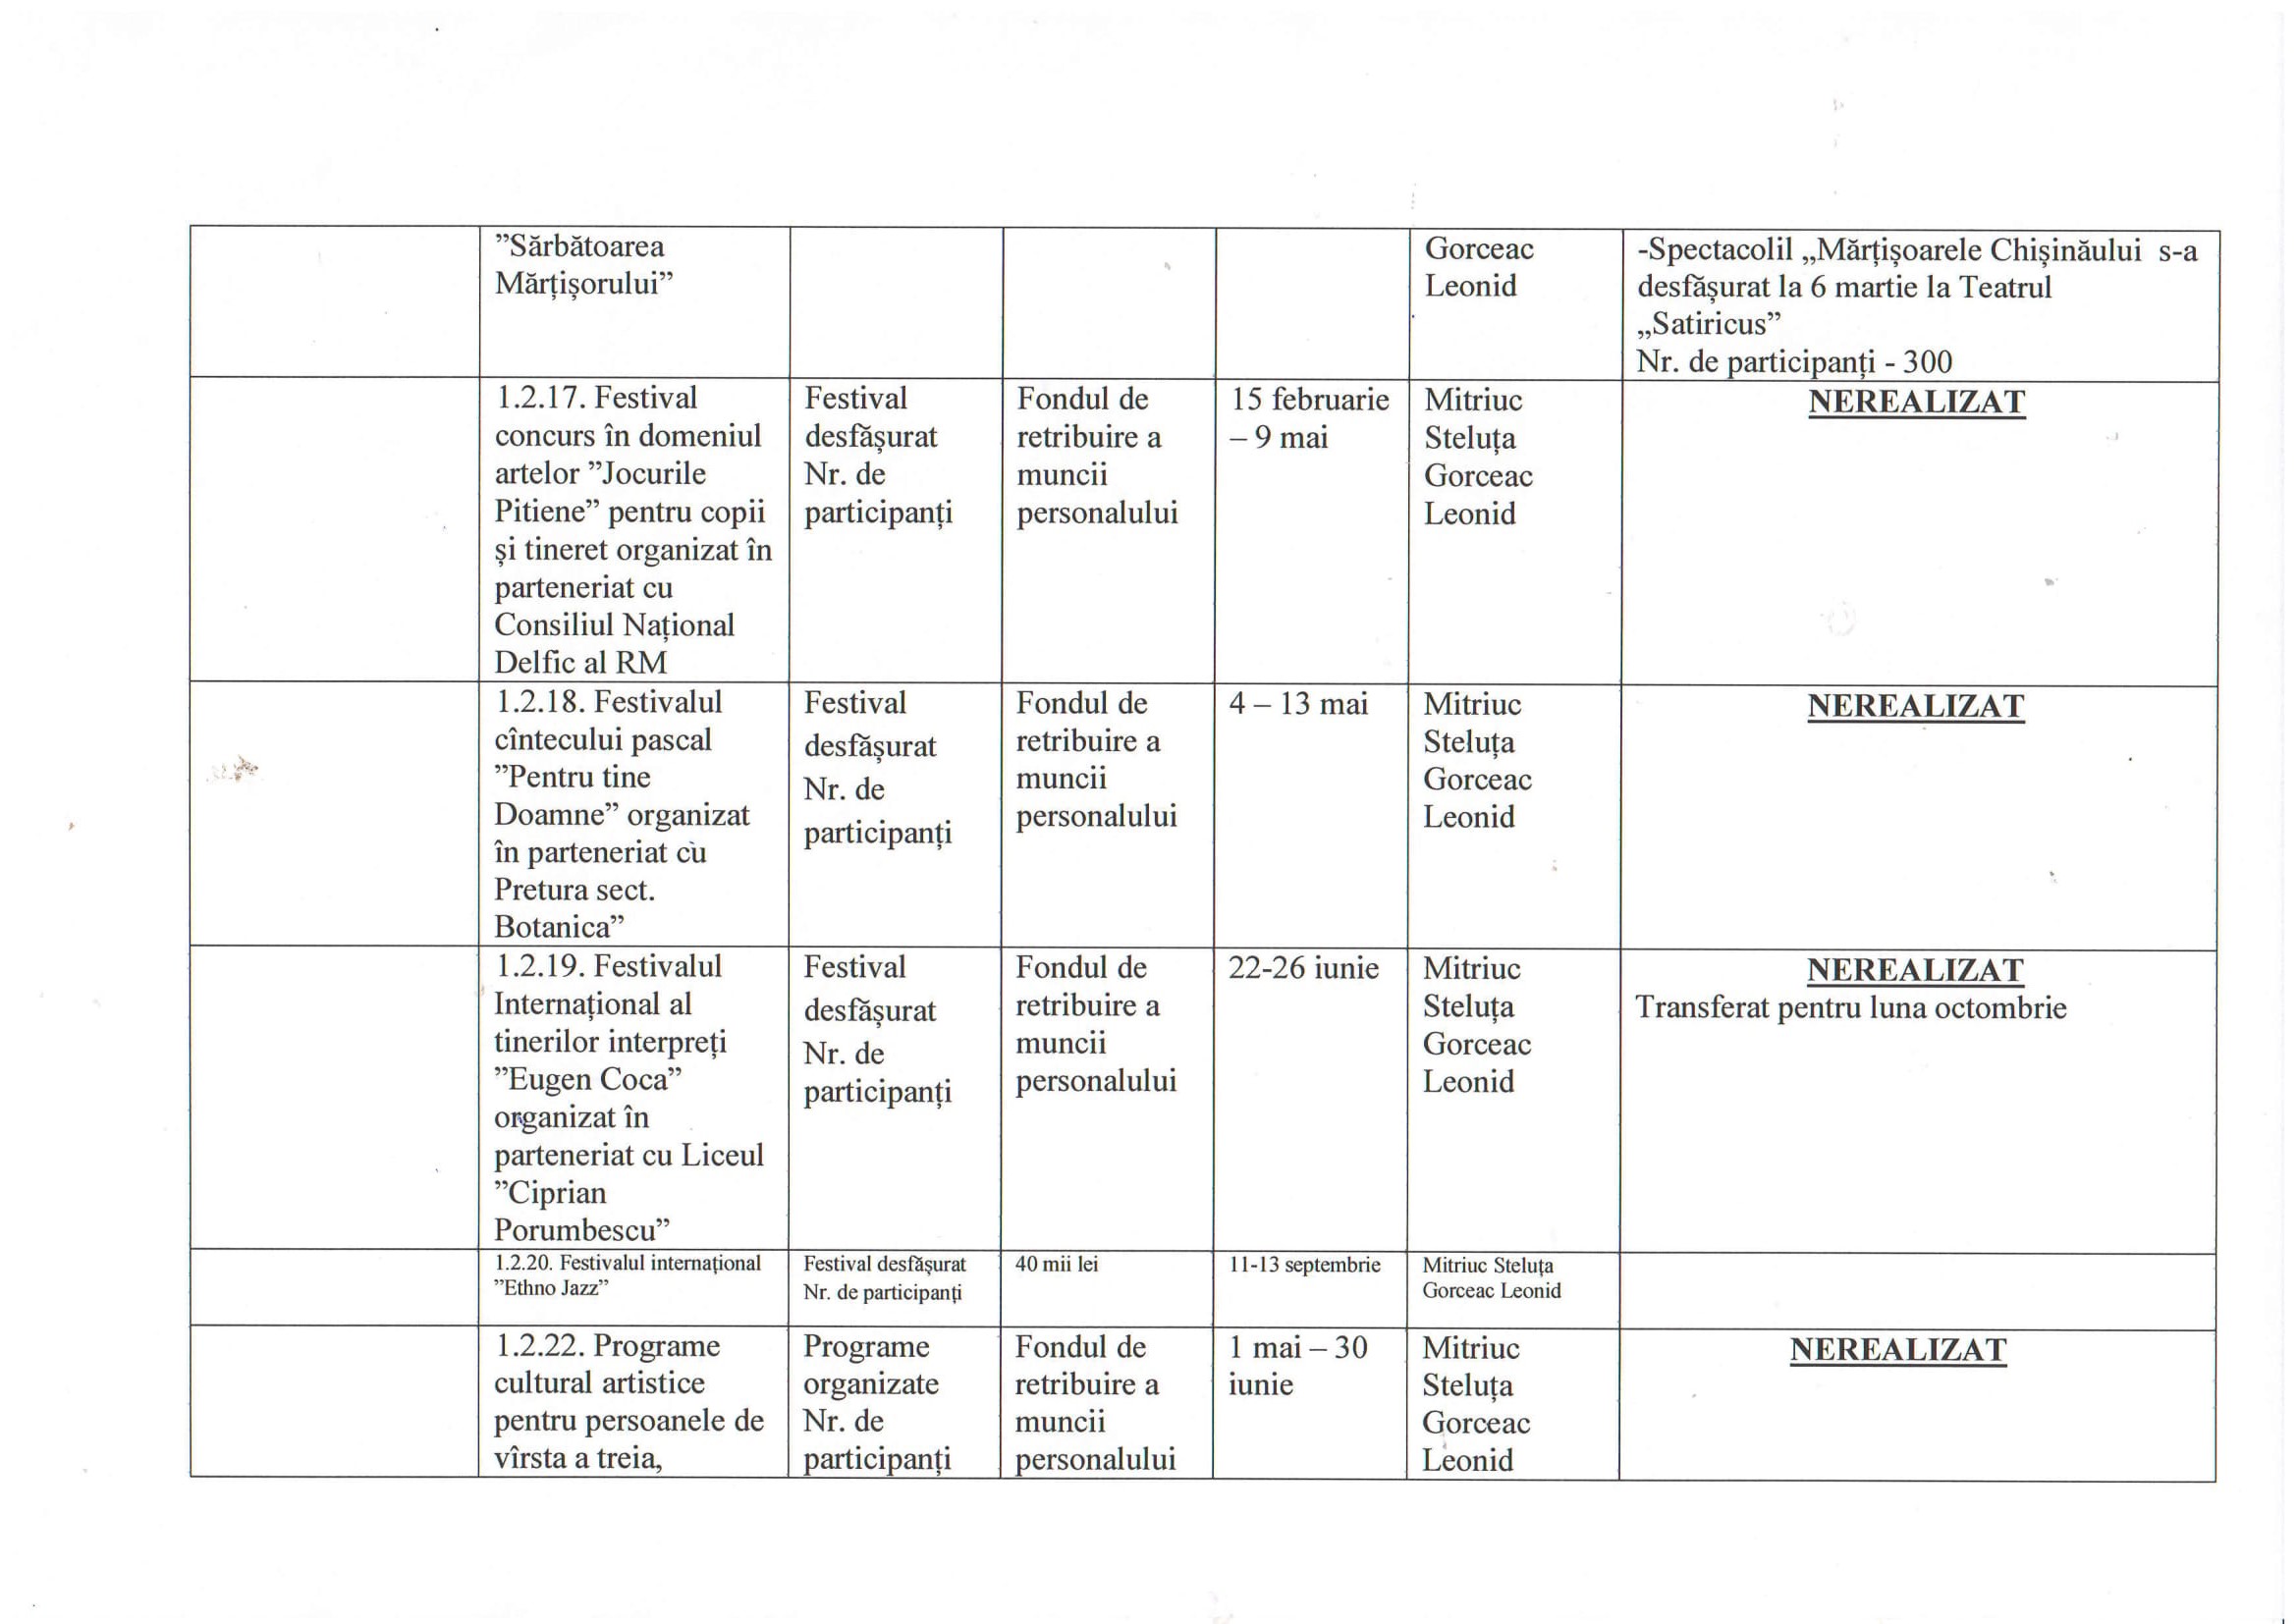 ”Sărbătoarea
Mărțișorului”
Gorceac
Leonid
-Spectacolil „Mărțișoarele Chișinăului s-a
desfășurat la 6 martie la Teatrul
„Satiricus”
Nr. de participanți - 300
1.2.17. Festival
concurs în domeniul
artelor ”Jocurile
Pitiene” pentru copii
și tineret organizat în
parteneriat cu
Consiliul Național
Delfic al RM
Festival
desfășurat
Nr. de
participanți
Fondul de
retribuire a
muncii
personalului
15 februarie
– 9 mai
Mitriuc
Steluța
Gorceac
Leonid
NEREALIZAT
1.2.18. Festivalul
cîntecului pascal
”Pentru tine
Doamne” organizat
în parteneriat cu
Pretura sect.
Botanica”
Festival
desfășurat
Nr. de
participanți
Fondul de
retribuire a
muncii
personalului
4 – 13 mai
Mitriuc
Steluța
Gorceac
Leonid
NEREALIZAT
1.2.19. Festivalul
Internațional al
tinerilor interpreți
”Eugen Coca”
organizat în
parteneriat cu Liceul
”Ciprian
Porumbescu”
Festival
desfășurat
Nr. de
participanți
Fondul de
retribuire a
muncii
personalului
22-26 iunie
Mitriuc
Steluța
Gorceac
Leonid
NEREALIZAT
Transferat pentru luna octombrie
1.2.20. Festivalul internațional
”Ethno Jazz”
Festival desfășurat
Nr. de participanți
40 mii lei
11-13 septembrie
Mitriuc Steluța
Gorceac Leonid
1.2.22. Programe
cultural artistice
pentru persoanele de
vîrsta a treia,
Programe
organizate
Nr. de
participanți
Fondul de
retribuire a
muncii
personalului
1 mai – 30
iunie
Mitriuc
Steluța
Gorceac
Leonid
NEREALIZAT